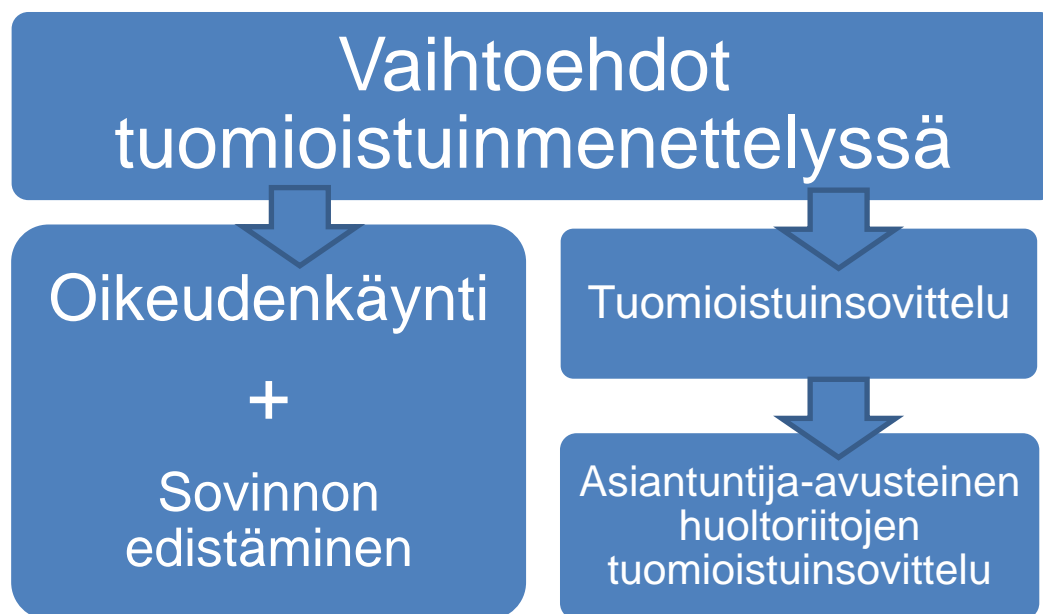 Vaihtoehdot
tuomioistuinmenettelyssä
Oikeudenkäynti
+
Sovinnon
edistäminen
Tuomioistuinsovittelu
Asiantuntija-avusteinen
huoltoriitojen
tuomioistuinsovittelu